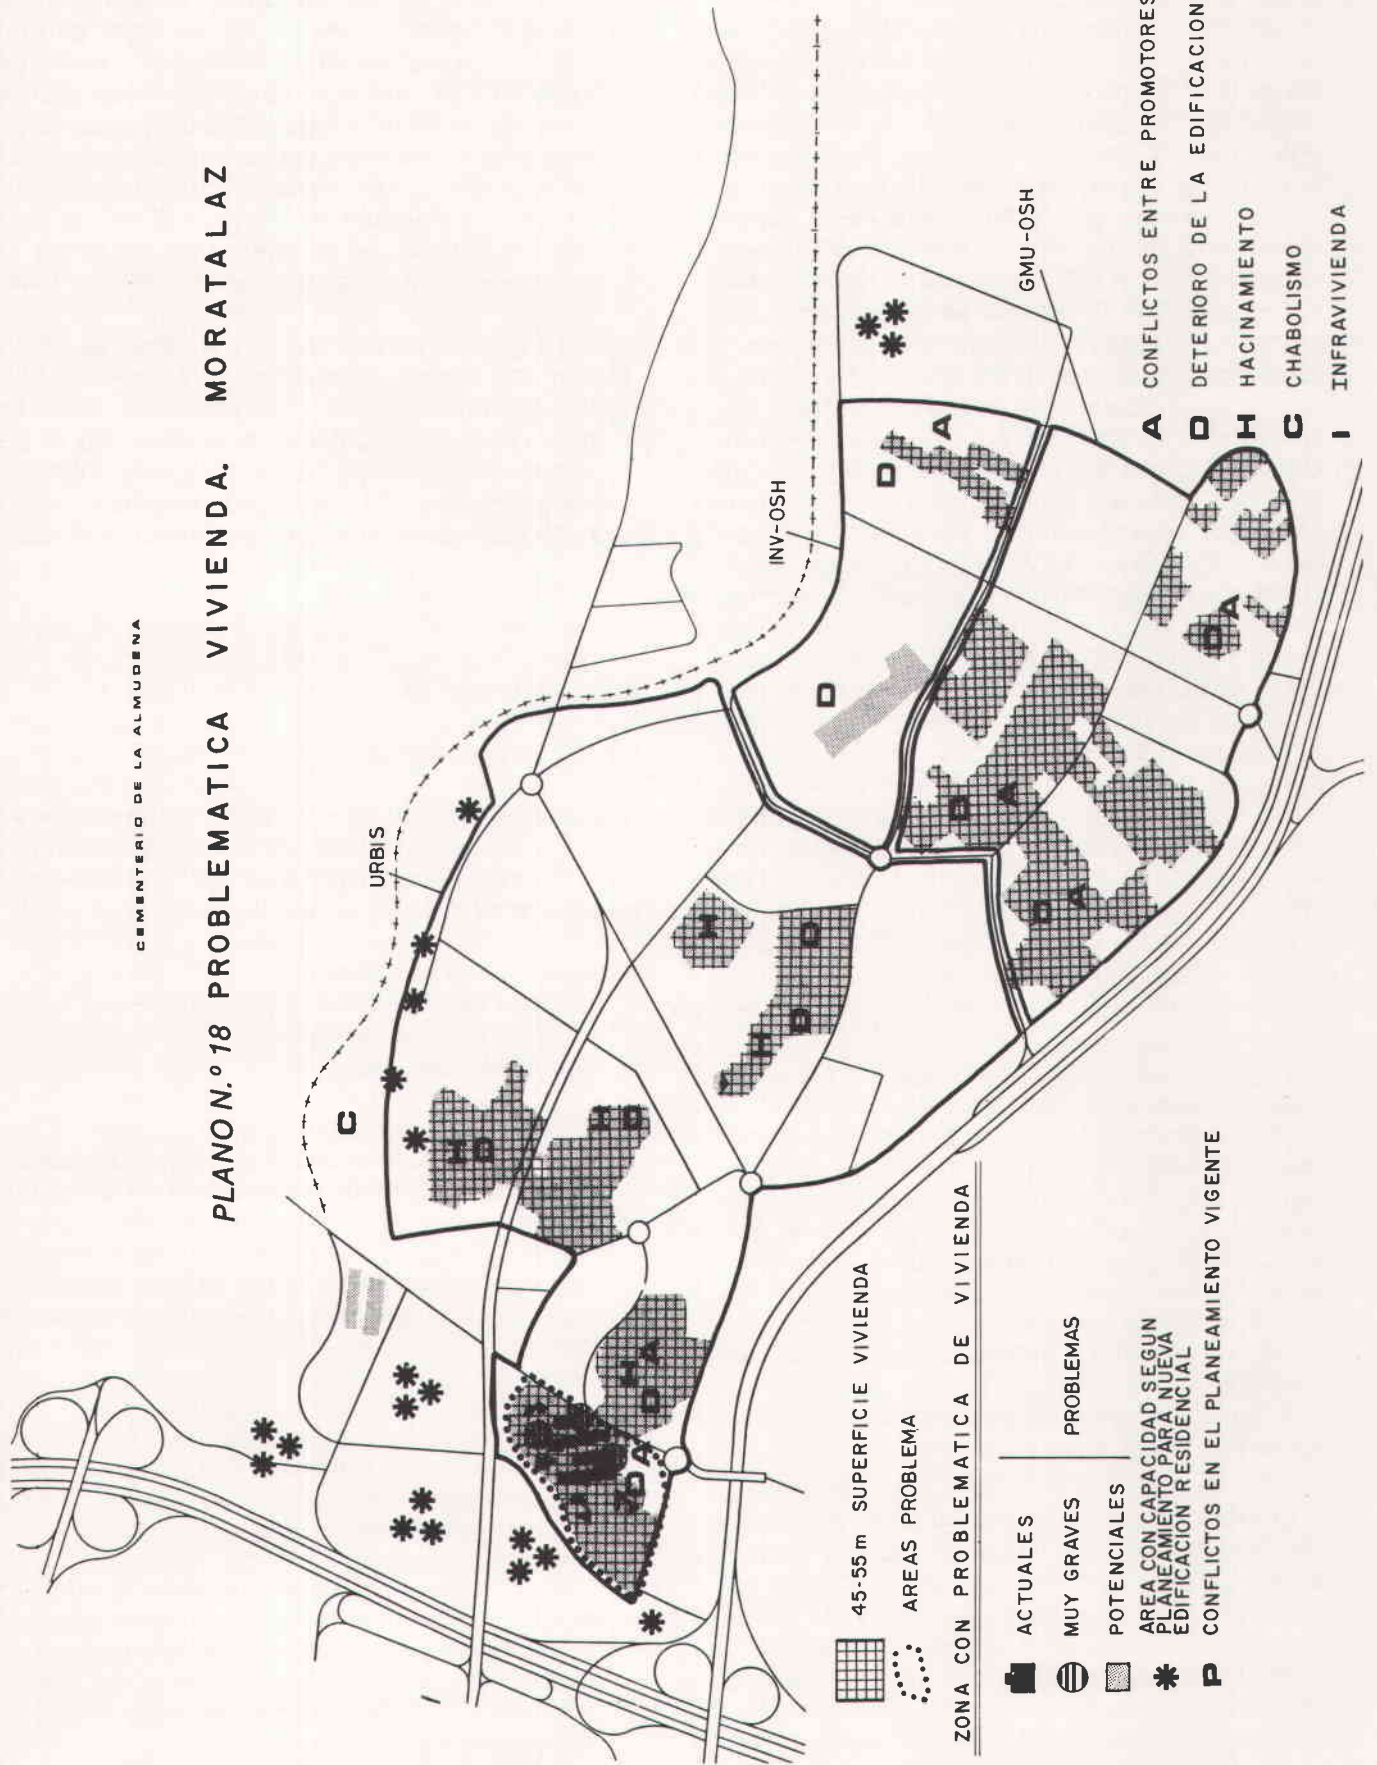 CEMENTERIO DE LA ALMUDENA
PLANO N.º 18 PROBLEMATICA VIVIENDA. MORATALAZ
URBIS
INV-OSH
GMU-OSH
C
H
D
H
D
H
D
H
H
D
D
D
D
A
D
A
D
A
D
A
H
D
A
D
A
45-55 m SUPERFICIE VIVIENDA
AREAS PROBLEMA
ZONA CON PROBLEMATICA DE VIVIENDA
ACTUALES
MUY GRAVES
POTENCIALES
PROBLEMAS
AREA CON CAPACIDAD SEGUN
PLANEAMIENTO PARA NUEVA
EDIFICACION RESIDENCIAL
P CONFLICTOS EN EL PLANEAMIENTO VIGENTE
A CONFLICTOS ENTRE PROMOTORES
D DETERIORO DE LA EDIFICACION
H HACINAMIENTO
C CHABOLISMO
I INFRAVIVIENDA